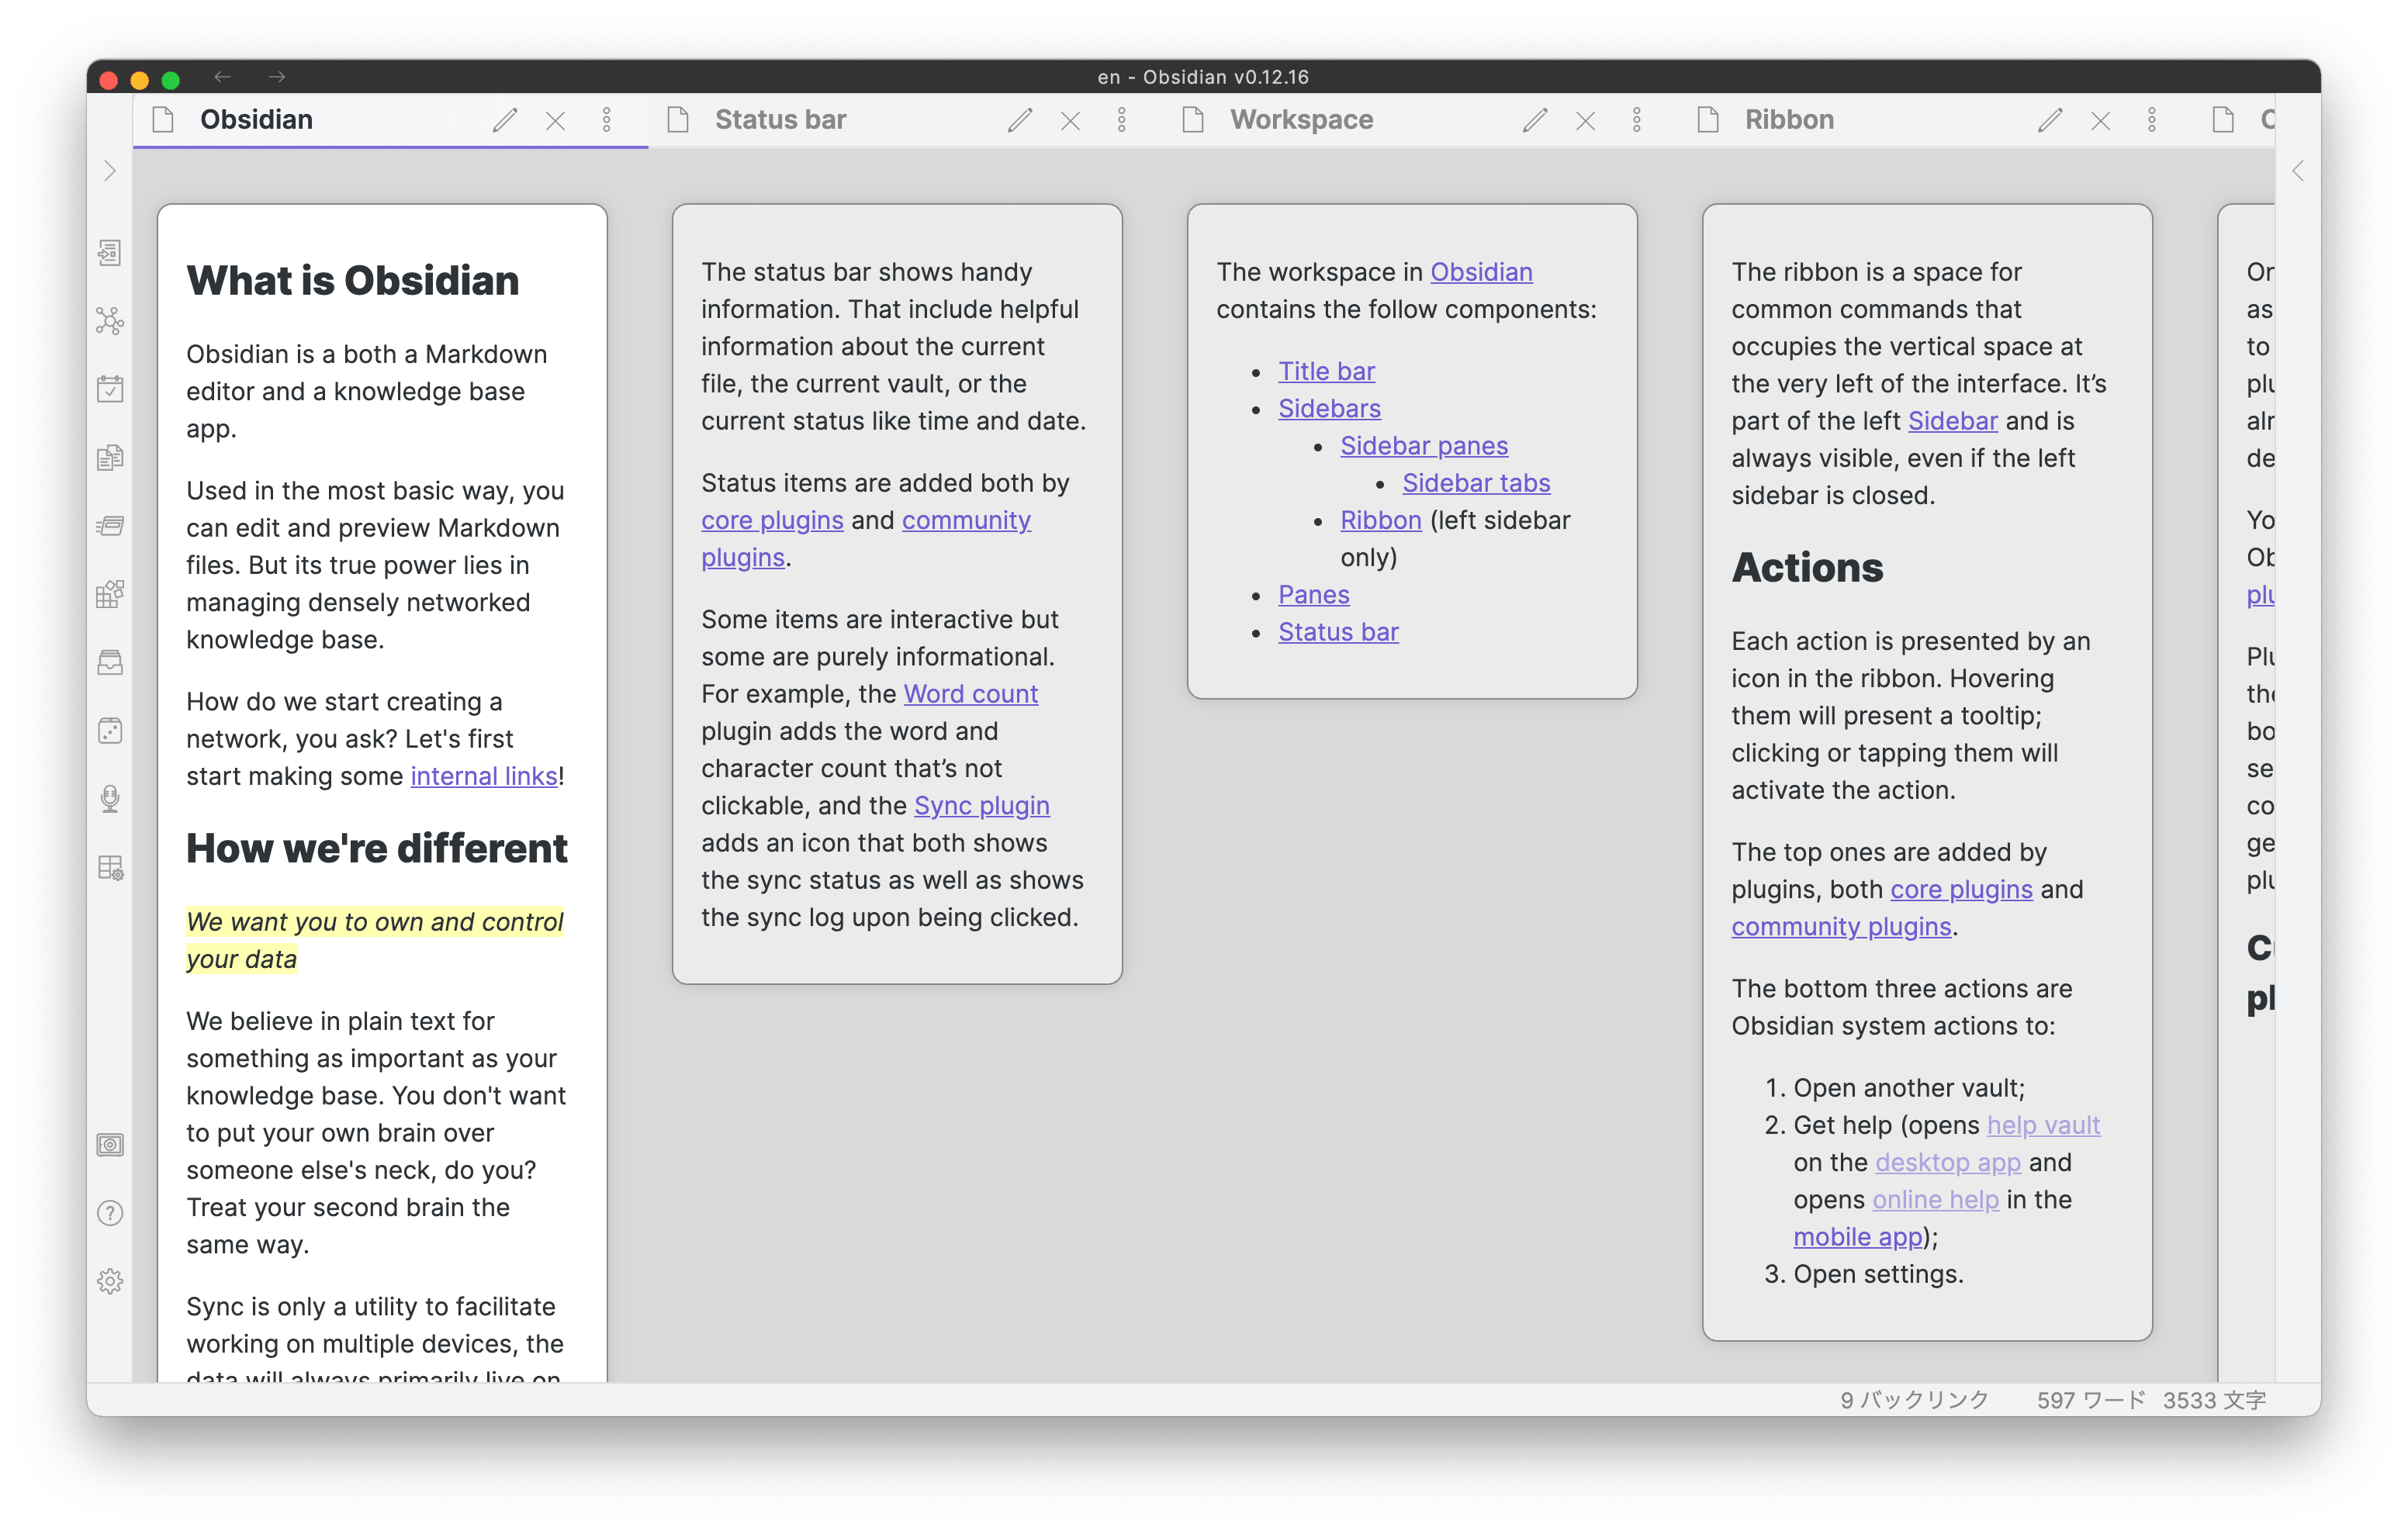 en - Obsidian v0.12.16
Obsidian
What is Obsidian
Obsidian is a both a Markdown
editor and a knowledge base
app.
Used in the most basic way, you
can edit and preview Markdown
files. But its true power lies in
managing densely networked
knowledge base.
How do we start creating a
network, you ask? Let's first
start making some internal links!
How we're different
We want you to own and control
your data
We believe in plain text for
something as important as your
knowledge base. You don't want
to put your own brain over
someone else's neck, do you?
Treat your second brain the
same way.
Sync is only a utility to facilitate
working on multiple devices, the
data will always primarily live on
Status bar
The status bar shows handy
information. That include helpful
information about the current
file, the current vault, or the
current status like time and date.
Status items are added both by
core plugins and community
plugins.
Some items are interactive but
some are purely informational.
For example, the Word count
plugin adds the word and
character count that’s not
clickable, and the Sync plugin
adds an icon that both shows
the sync status as well as shows
the sync log upon being clicked.
Workspace
The workspace in Obsidian
contains the follow components:
• Title bar
• Sidebars
• Sidebar panes
• Sidebar tabs
• Ribbon (left sidebar
only)
• Panes
• Status bar
Ribbon
The ribbon is a space for
common commands that
occupies the vertical space at
the very left of the interface. It’s
part of the left Sidebar and is
always visible, even if the left
sidebar is closed.
Actions
Each action is presented by an
icon in the ribbon. Hovering
them will present a tooltip;
clicking or tapping them will
activate the action.
The top ones are added by
plugins, both core plugins and
community plugins.
The bottom three actions are
Obsidian system actions to:
1. Open another vault;
2. Get help (opens help vault
on the desktop app and
opens online help in the
mobile app);
3. Open settings.
as
to
9 バックリンク 597 ワード 3533 文字